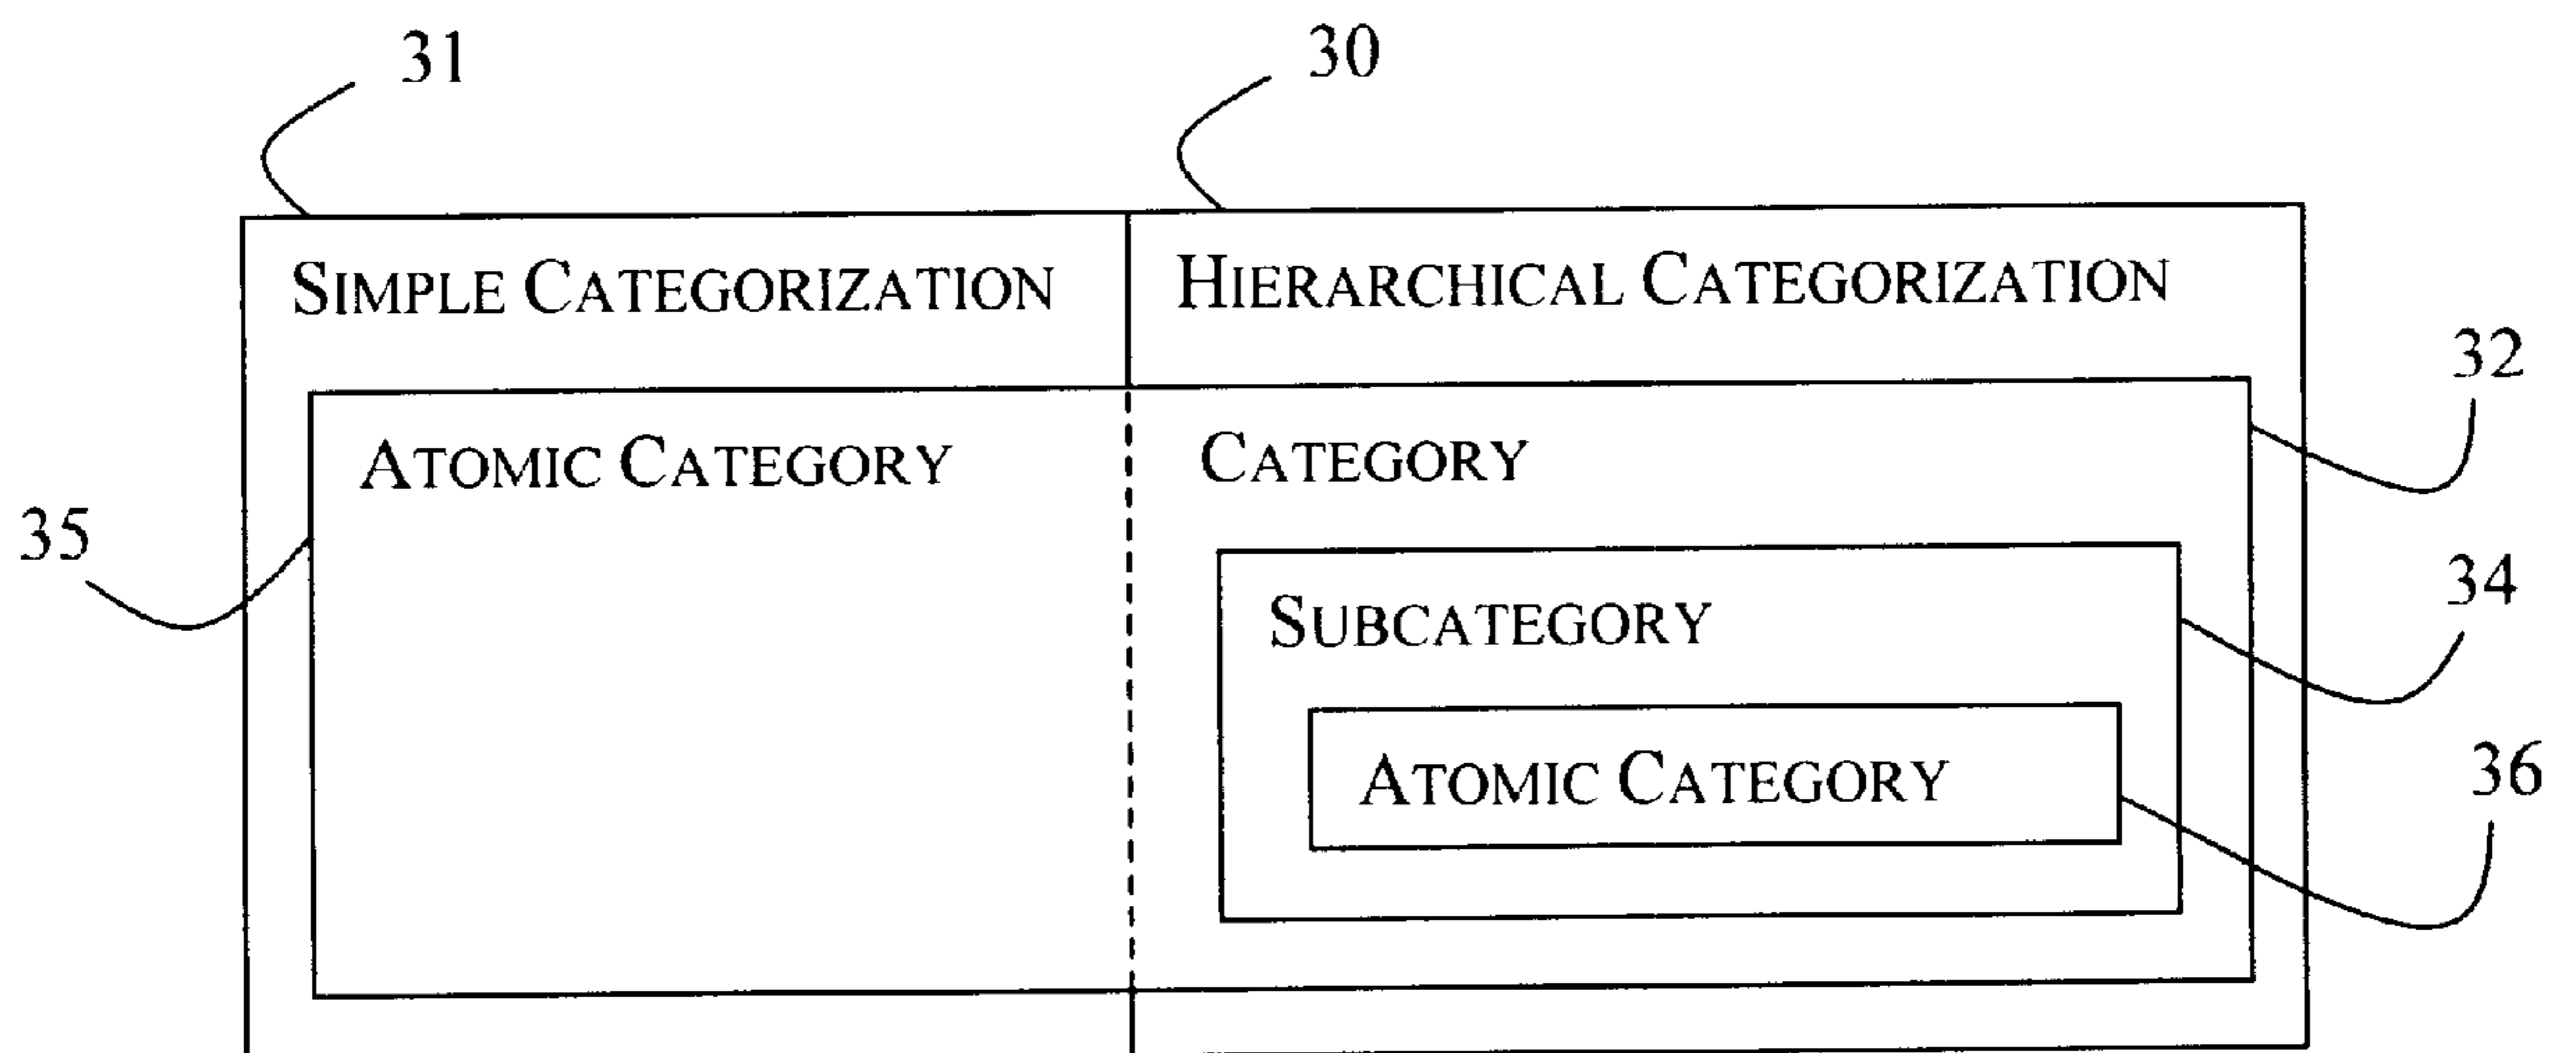 31
30
SIMPLE CATEGORIZATION
HIERARCHICAL CATEGORIZATION
32
ATOMIC CATEGORY
CATEGORY
35
34
SUBCATEGORY
36
ATOMIC CATEGORY